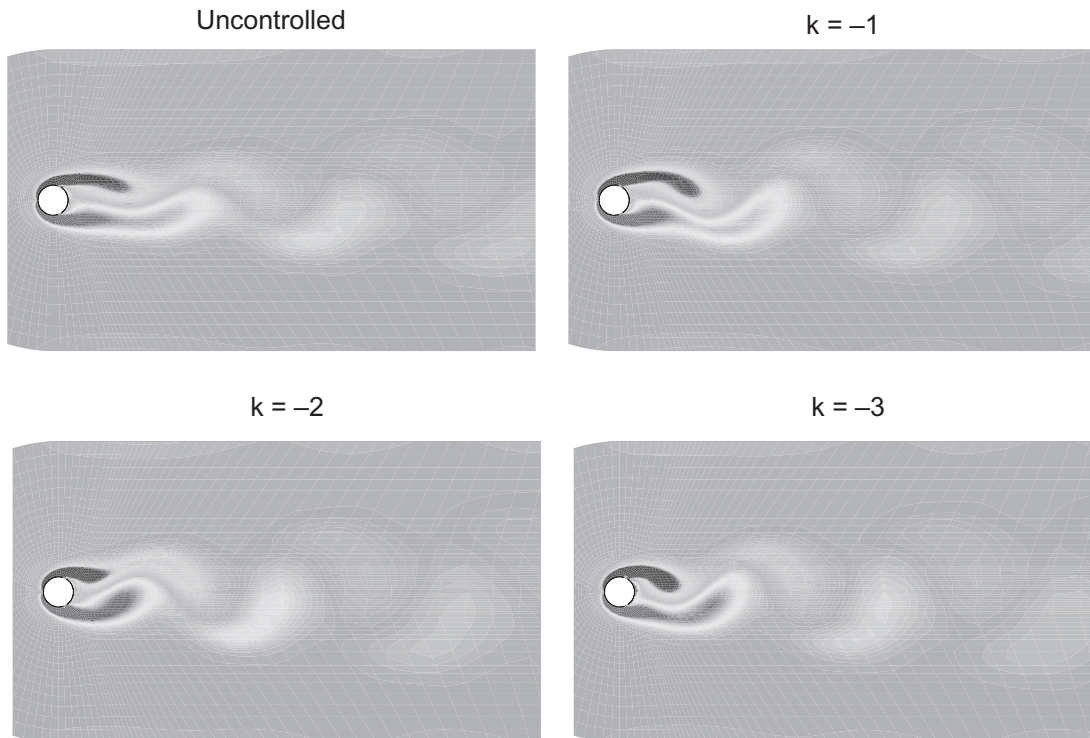 Uncontrolled
k = –1
k = –2
k = –3